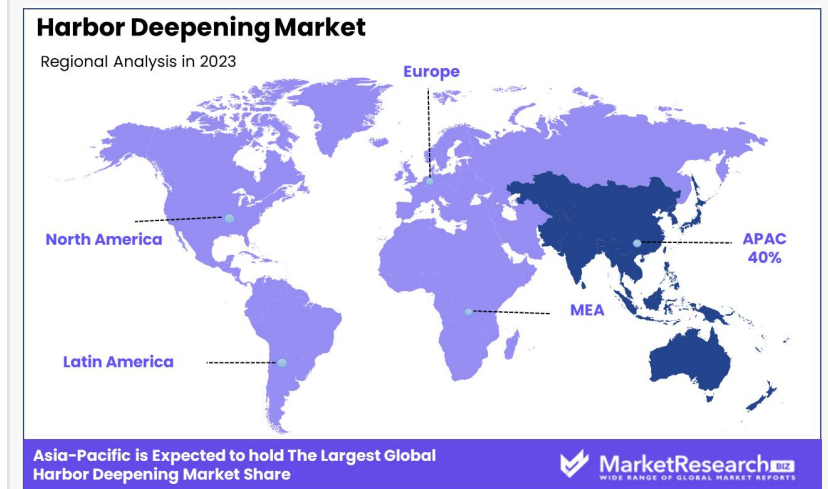 Harbor Deepening Market
Regional Analysis in 2023
Europe
North America
APAC
40%
MEA
Latin America
Asia-Pacific is Expected to hold The Largest Global
Harbor Deepening Market Share
MarketResearch BIZ
WIDE RANGE OF GLOBAL MARKET REPORTS